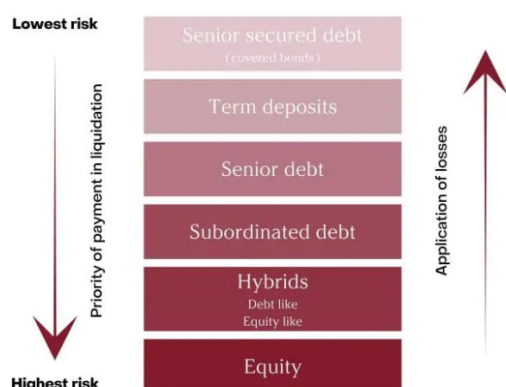 Lowest risk
Priority of payment in liquidation
Senior secured debt
(covered bonds)
Term deposits
Senior debt
Subordinated debt
Hybrids
Debt like
Equity like
Equity
Application of losses
Highest risk